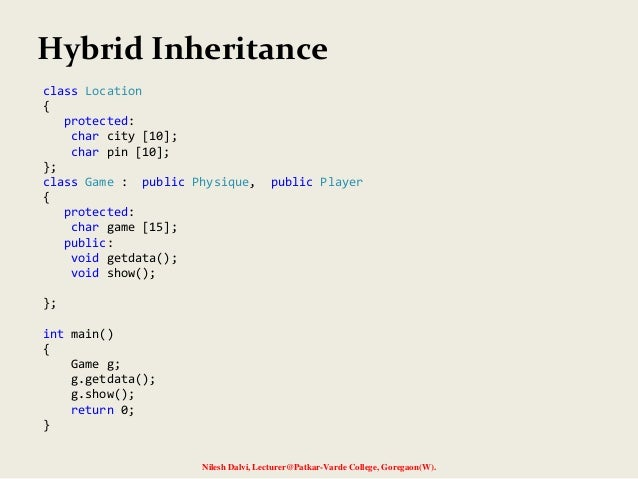 Hybrid Inheritance
class Location
{
protected:
char city [10];
char pin [10];
};
class Game :  public Physique,  public Player
{
protected:
char game [15];
public:
void getdata();
void show();
};
int main()
{
Game g;
g.getdata();
g.show();
return 0;
}
Nilesh Dalvi, Lecturer@Patkar-Varde College, Goregaon(W).